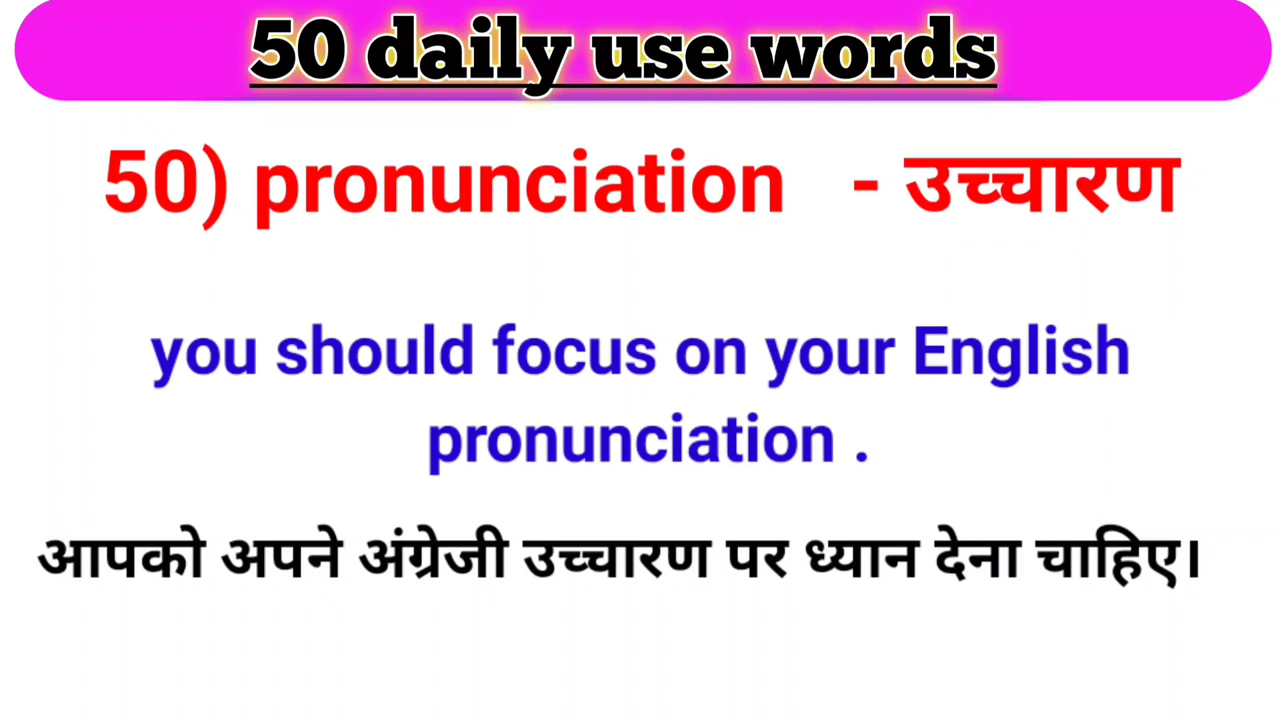 50 daily use words
50) pronunciation - उच्चारण
you should focus on your English
pronunciation .
आपको अपने अंग्रेजी उच्चारण पर ध्यान देना चाहिए।